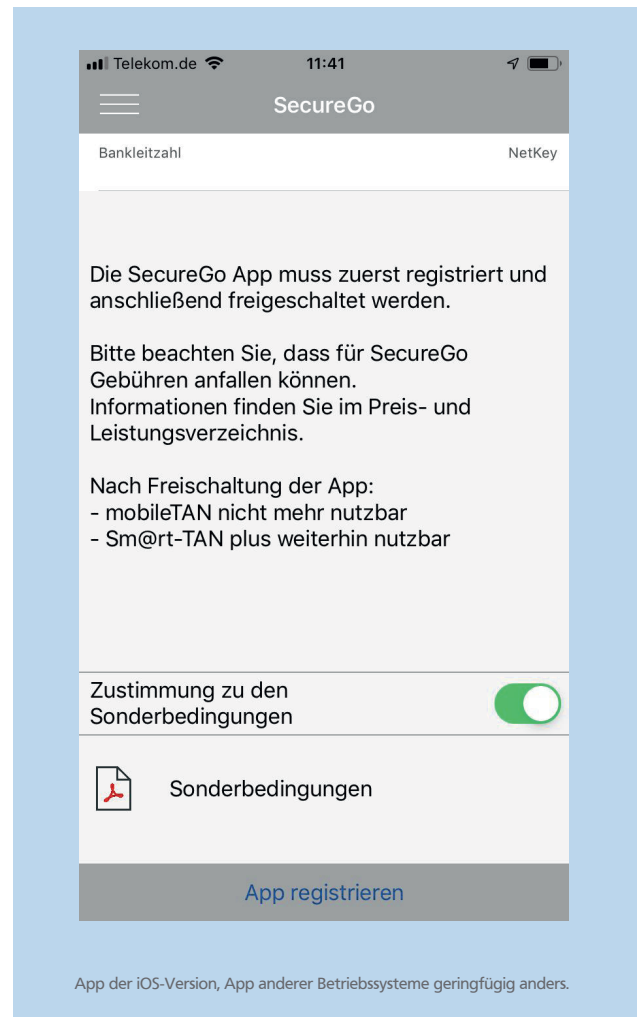 Telekom.de 11:41
SecureGo
Bankleitzahl NetKey
Die SecureGo App muss zuerst registriert und
anschließend freigeschaltet werden.
Bitte beachten Sie, dass für SecureGo
Gebühren anfallen können.
Informationen finden Sie im Preis- und
Leistungsverzeichnis.
Nach Freischaltung der App:
- mobileTAN nicht mehr nutzbar
- Sm@rt-TAN plus weiterhin nutzbar
Zustimmung zu den
Sonderbedingungen
Sonderbedingungen
App registrieren
App der iOS-Version, App anderer Betriebssysteme geringfügig anders.